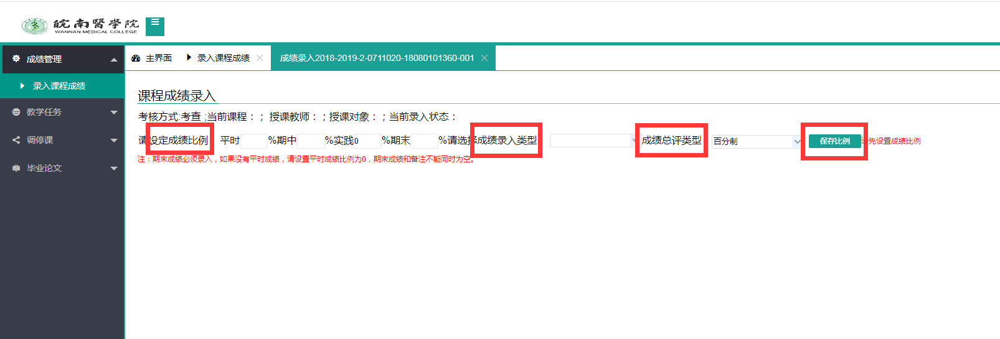 皖南醫學院
WANNAN MEDICAL COLLEGE
成绩管理
录入课程成绩
教学任务
调停课
毕业论文
主界面 录入课程成绩 成绩录入2018-2019-2-0711020-18080101360-001
课程成绩录入
考核方式:考查 ;当前课程：； 授课教师：；授课对象：；当前录入状态：
请设定成绩比例 平时 %期中 %实践0 %期末 %请选择成绩录入类型 成绩总评类型 百分制 保存比例 先设置成绩比例
注：期末成绩必须录入，如果没有平时成绩，请设置平时成绩比例为0，期末成绩和备注不能同时为空。